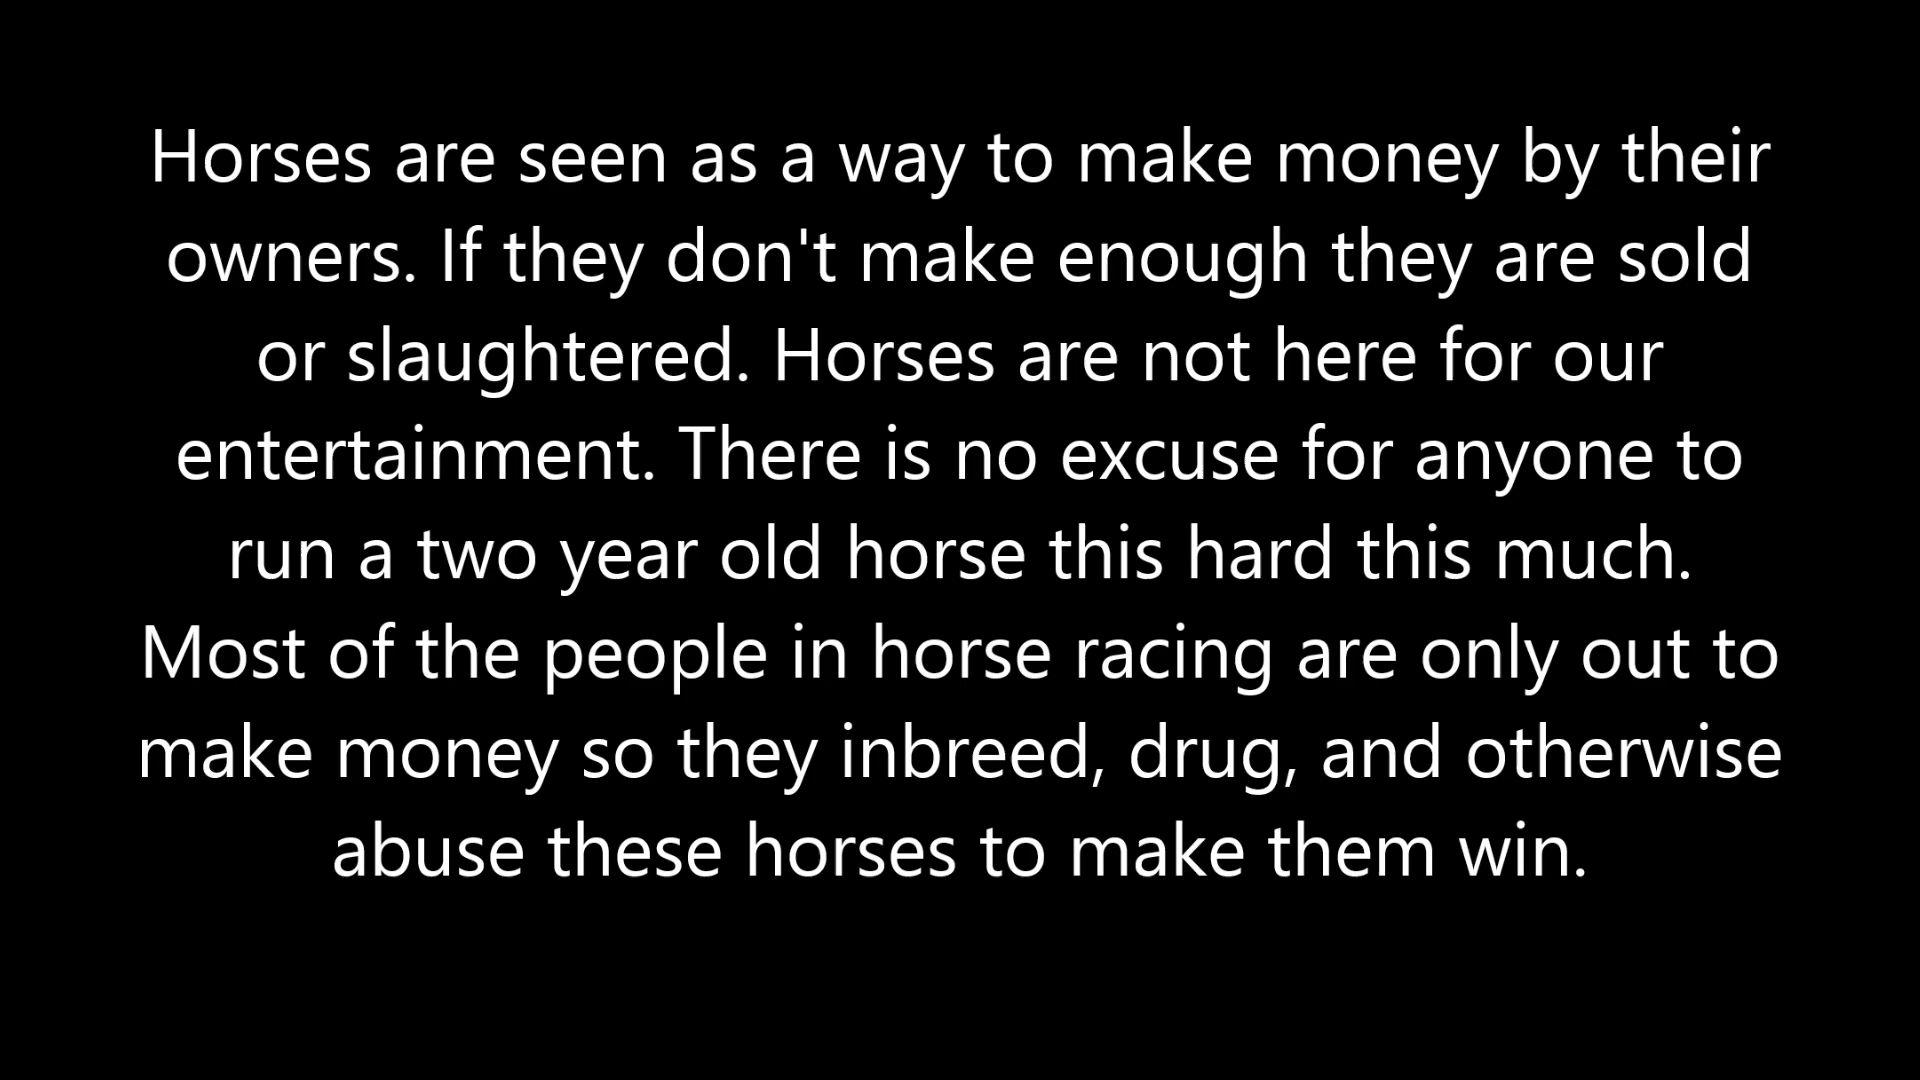 Horses are seen as a way to make money by their
owners. If they don't make enough they are sold
or slaughtered. Horses are not here for our
entertainment. There is no excuse for anyone to
run a two year old horse this hard this much.
Most of the people in horse racing are only out to
make money so they inbreed, drug, and otherwise
abuse these horses to make them win.